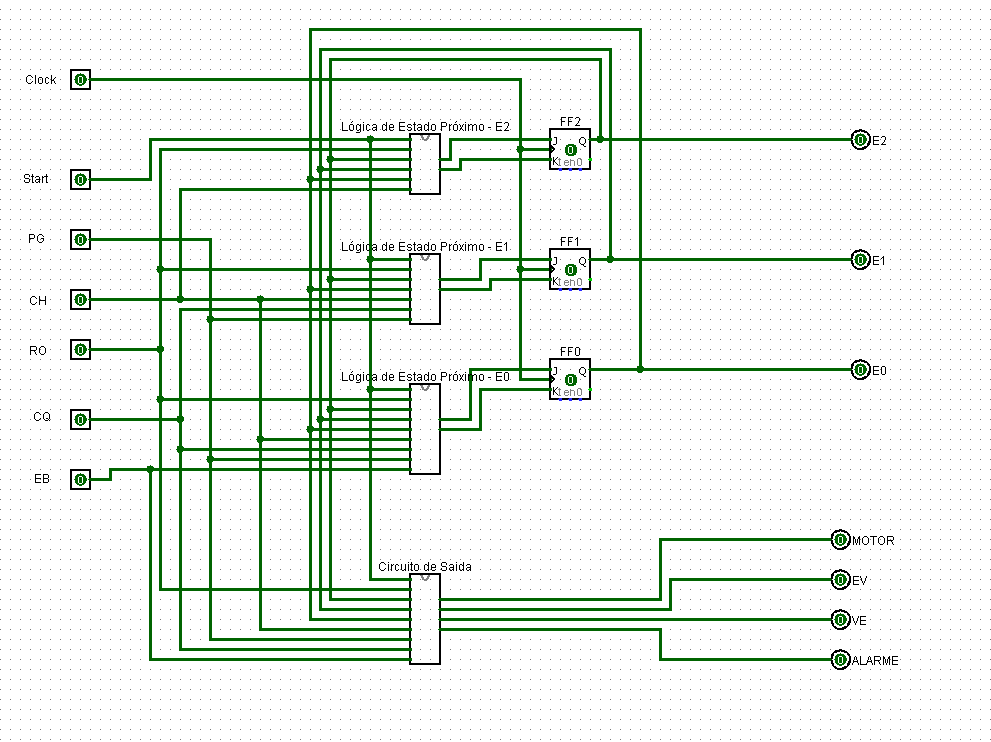 Clock 0
Start 0
PG 0
CH 0
RO 0
CQ 0
EB 0
Lógica de Estado Próximo - E2
Lógica de Estado Próximo - E1
Lógica de Estado Próximo - E0
Circuito de Saida
FF2
J Q
0
K en0
FF1
J Q
0
K en0
FF0
J Q
0
K en0
0 E2
0 E1
0 E0
0 MOTOR
0 EV
0 VE
0 ALARME